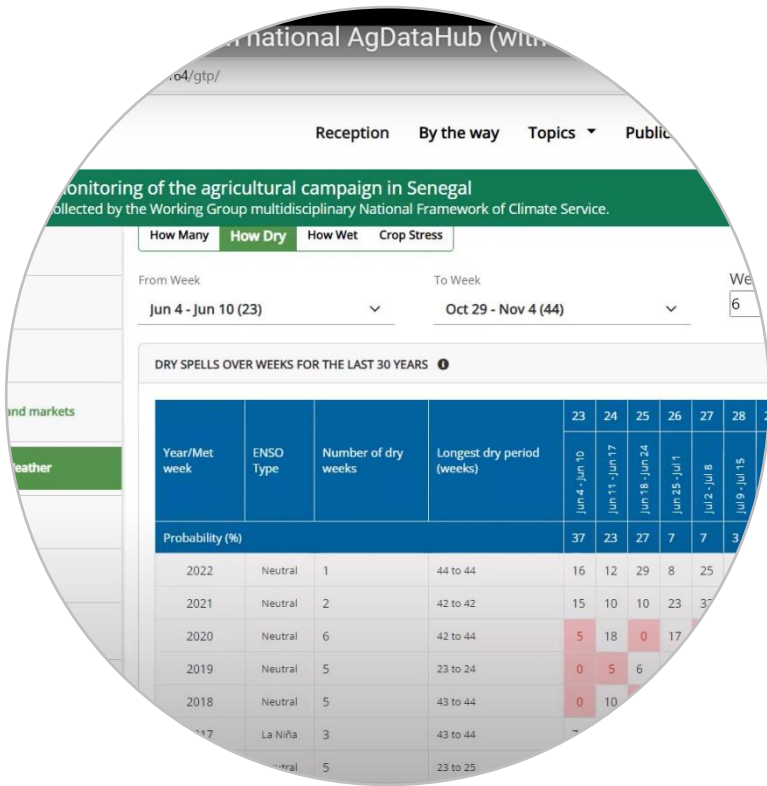 national AgDataHub (with
64/gtp/
Reception By the way Topics Public
onitoring of the agricultural campaign in Senegal
ollected by the Working Group multidisciplinary National Framework of Climate Service.
How Many How Dry How Wet Crop Stress
From Week To Week We
Jun 4 - Jun 10 (23) Oct 29 - Nov 4 (44) 6
DRY SPELLS OVER WEEKS FOR THE LAST 30 YEARS
and markets
eather
Year/Met week ENSO Type Number of dry weeks Longest dry period (weeks) 23 24 25 26 27 28
Jun 4 - Jun 10 Jun 11 - Jun 17 Jun 18 - Jun 24 Jun 25 - Jul 1 Jul 2 - Jul 8 Jul 9 - Jul 15
Probability (%) 37 23 27 7 7 3
2022 Neutral 1 44 to 44 16 12 29 8 25
2021 Neutral 2 42 to 42 15 10 10 23
2020 Neutral 6 42 to 44 5 18 0 17
2019 Neutral 5 23 to 24 0 5 6
2018 Neutral 5 43 to 44 0 10
17 La Niña 3 43 to 44
utral 5 23 to 25